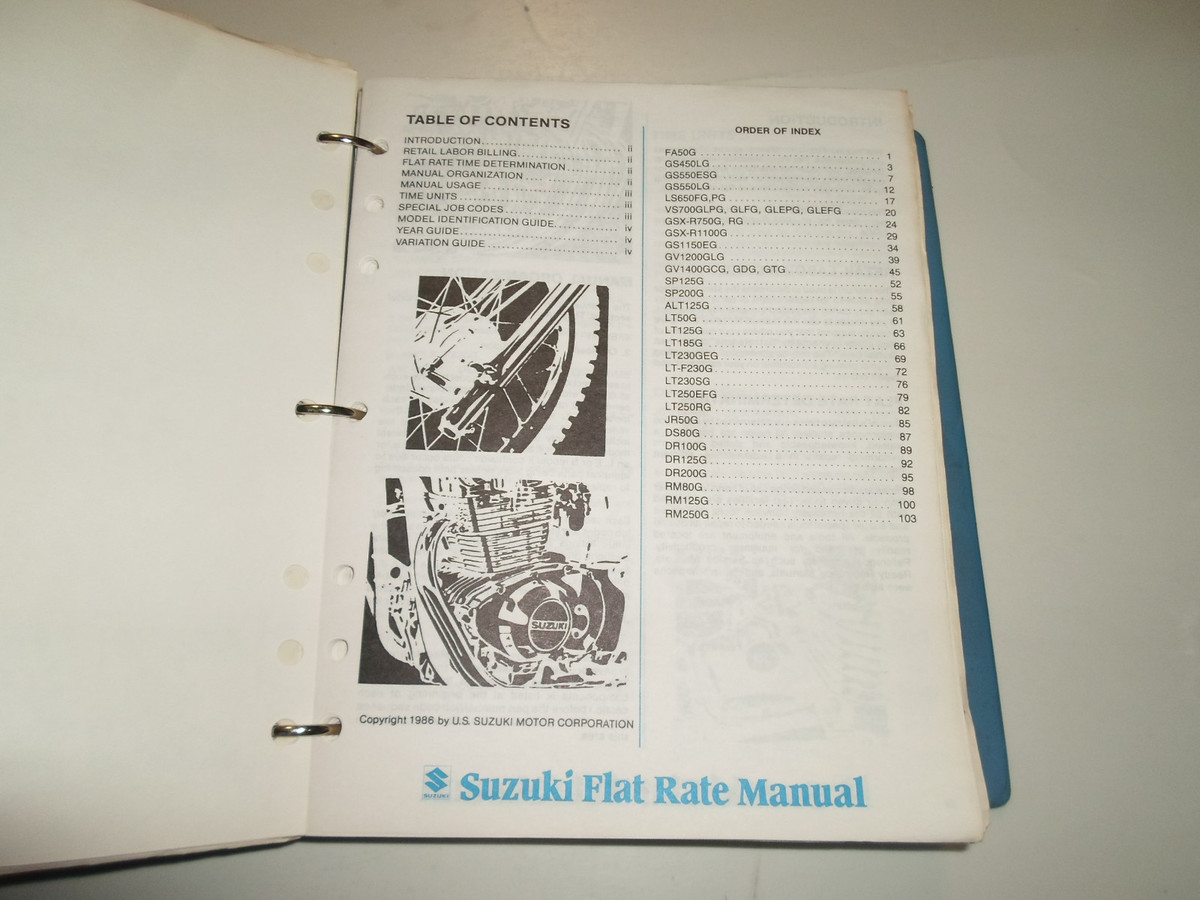 TABLE OF CONTENTS
INTRODUCTION ii
RETAIL LABOR BILLING ii
FLAT RATE TIME DETERMINATION ii
MANUAL ORGANIZATION ii
MANUAL USAGE iii
TIME UNITS iii
SPECIAL JOB CODES iii
MODEL IDENTIFICATION GUIDE iv
YEAR GUIDE iv
VARIATION GUIDE iv
SUZUKI
Copyright 1986 by U.S. SUZUKI MOTOR CORPORATION
ORDER OF INDEX
FA50G 1
GS450LG 3
GS550ESG 7
GS550LG 12
LS650FG,PG 17
VS700GLPG, GLFG, GLEPG, GLEFG 20
GSX-R750G, RG 24
GSX-R1100G 29
GS1150EG 34
GV1200GLG 39
GV1400GCG, GDG, GTG 45
SP125G 52
SP200G 55
ALT125G 58
LT50G 61
LT125G 63
LT185G 66
LT230GEG 69
LT-F230G 72
LT230SG 76
LT250EFG 79
LT250RG 82
JR50G 85
DS80G 87
DR100G 89
DR125G 92
DR200G 95
RM80G 98
RM125G 100
RM250G 103
SUZUKI
Suzuki Flat Rate Manual